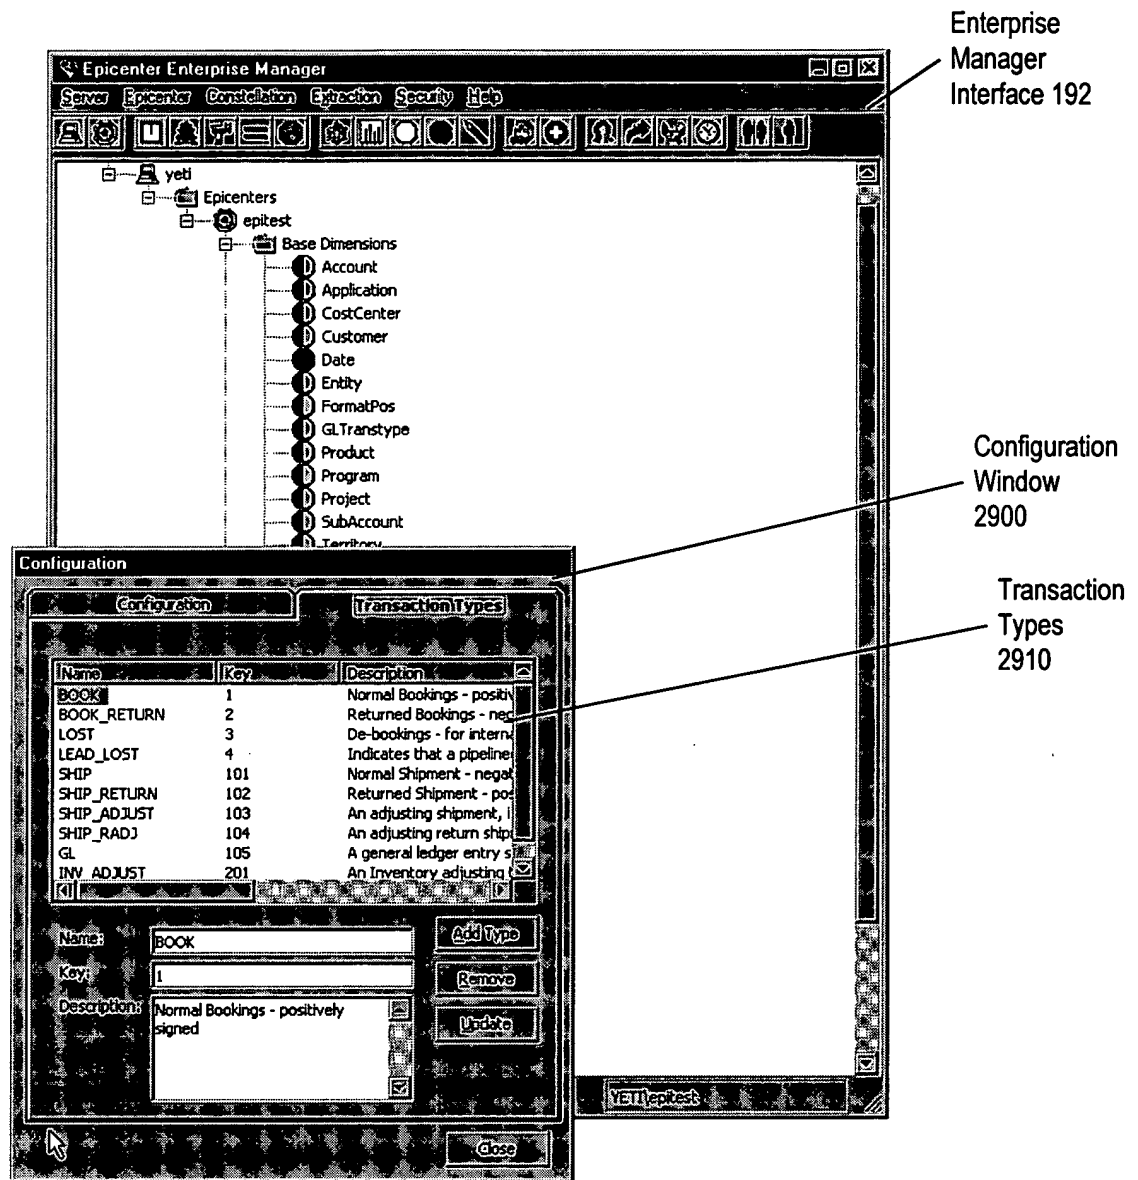 Enterprise
Manager
Interface 192
Epicenter Enterprise Manager
Server Epicenter Constellation Extraction Security Help
yeti
Epicenters
epitest
Base Dimensions
Account
Application
CostCenter
Customer
Date
Entity
FormatPos
GLTranstype
Product
Program
Project
SubAccount
Territory
Configuration
Window
2900
Transaction
Types
2910
Configuration
Configuration Transaction Types
Name Key Description
BOOK 1 Normal Bookings - positiv
BOOK_RETURN 2 Returned Bookings - neg
LOST 3 De-bookings - for interna
LEAD_LOST 4 Indicates that a pipeline
SHIP 101 Normal Shipment - negat
SHIP_RETURN 102 Returned Shipment - pos
SHIP_ADJUST 103 An adjusting shipment, i
SHIP_RADJ 104 An adjusting return ship
GL 105 A general ledger entry s
INV_ADJUST 201 An Inventory adjusting
Name: BOOK Add Type
Key: 1 Remove
Description: Normal Bookings - positively
signed
Update
YETI\epitest
Close